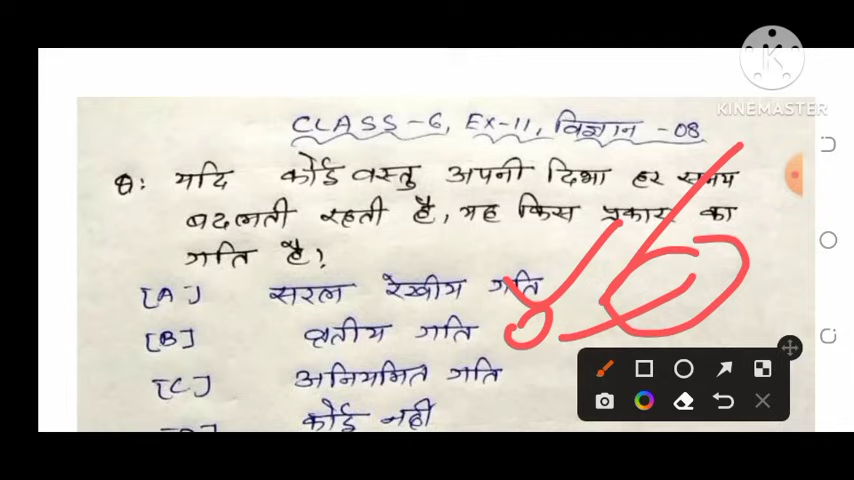 KINEMASTER
CLASS-6, EX-11, विज्ञान -08
Q: यदि कोई वस्तु अपनी दिशा हर समय
बदलती रहती है, यह किस प्रकार का
गति है?
[A] सरल रेखीय गति
[B] वृतीय गति
[C] अनियमित गति
कोई नही